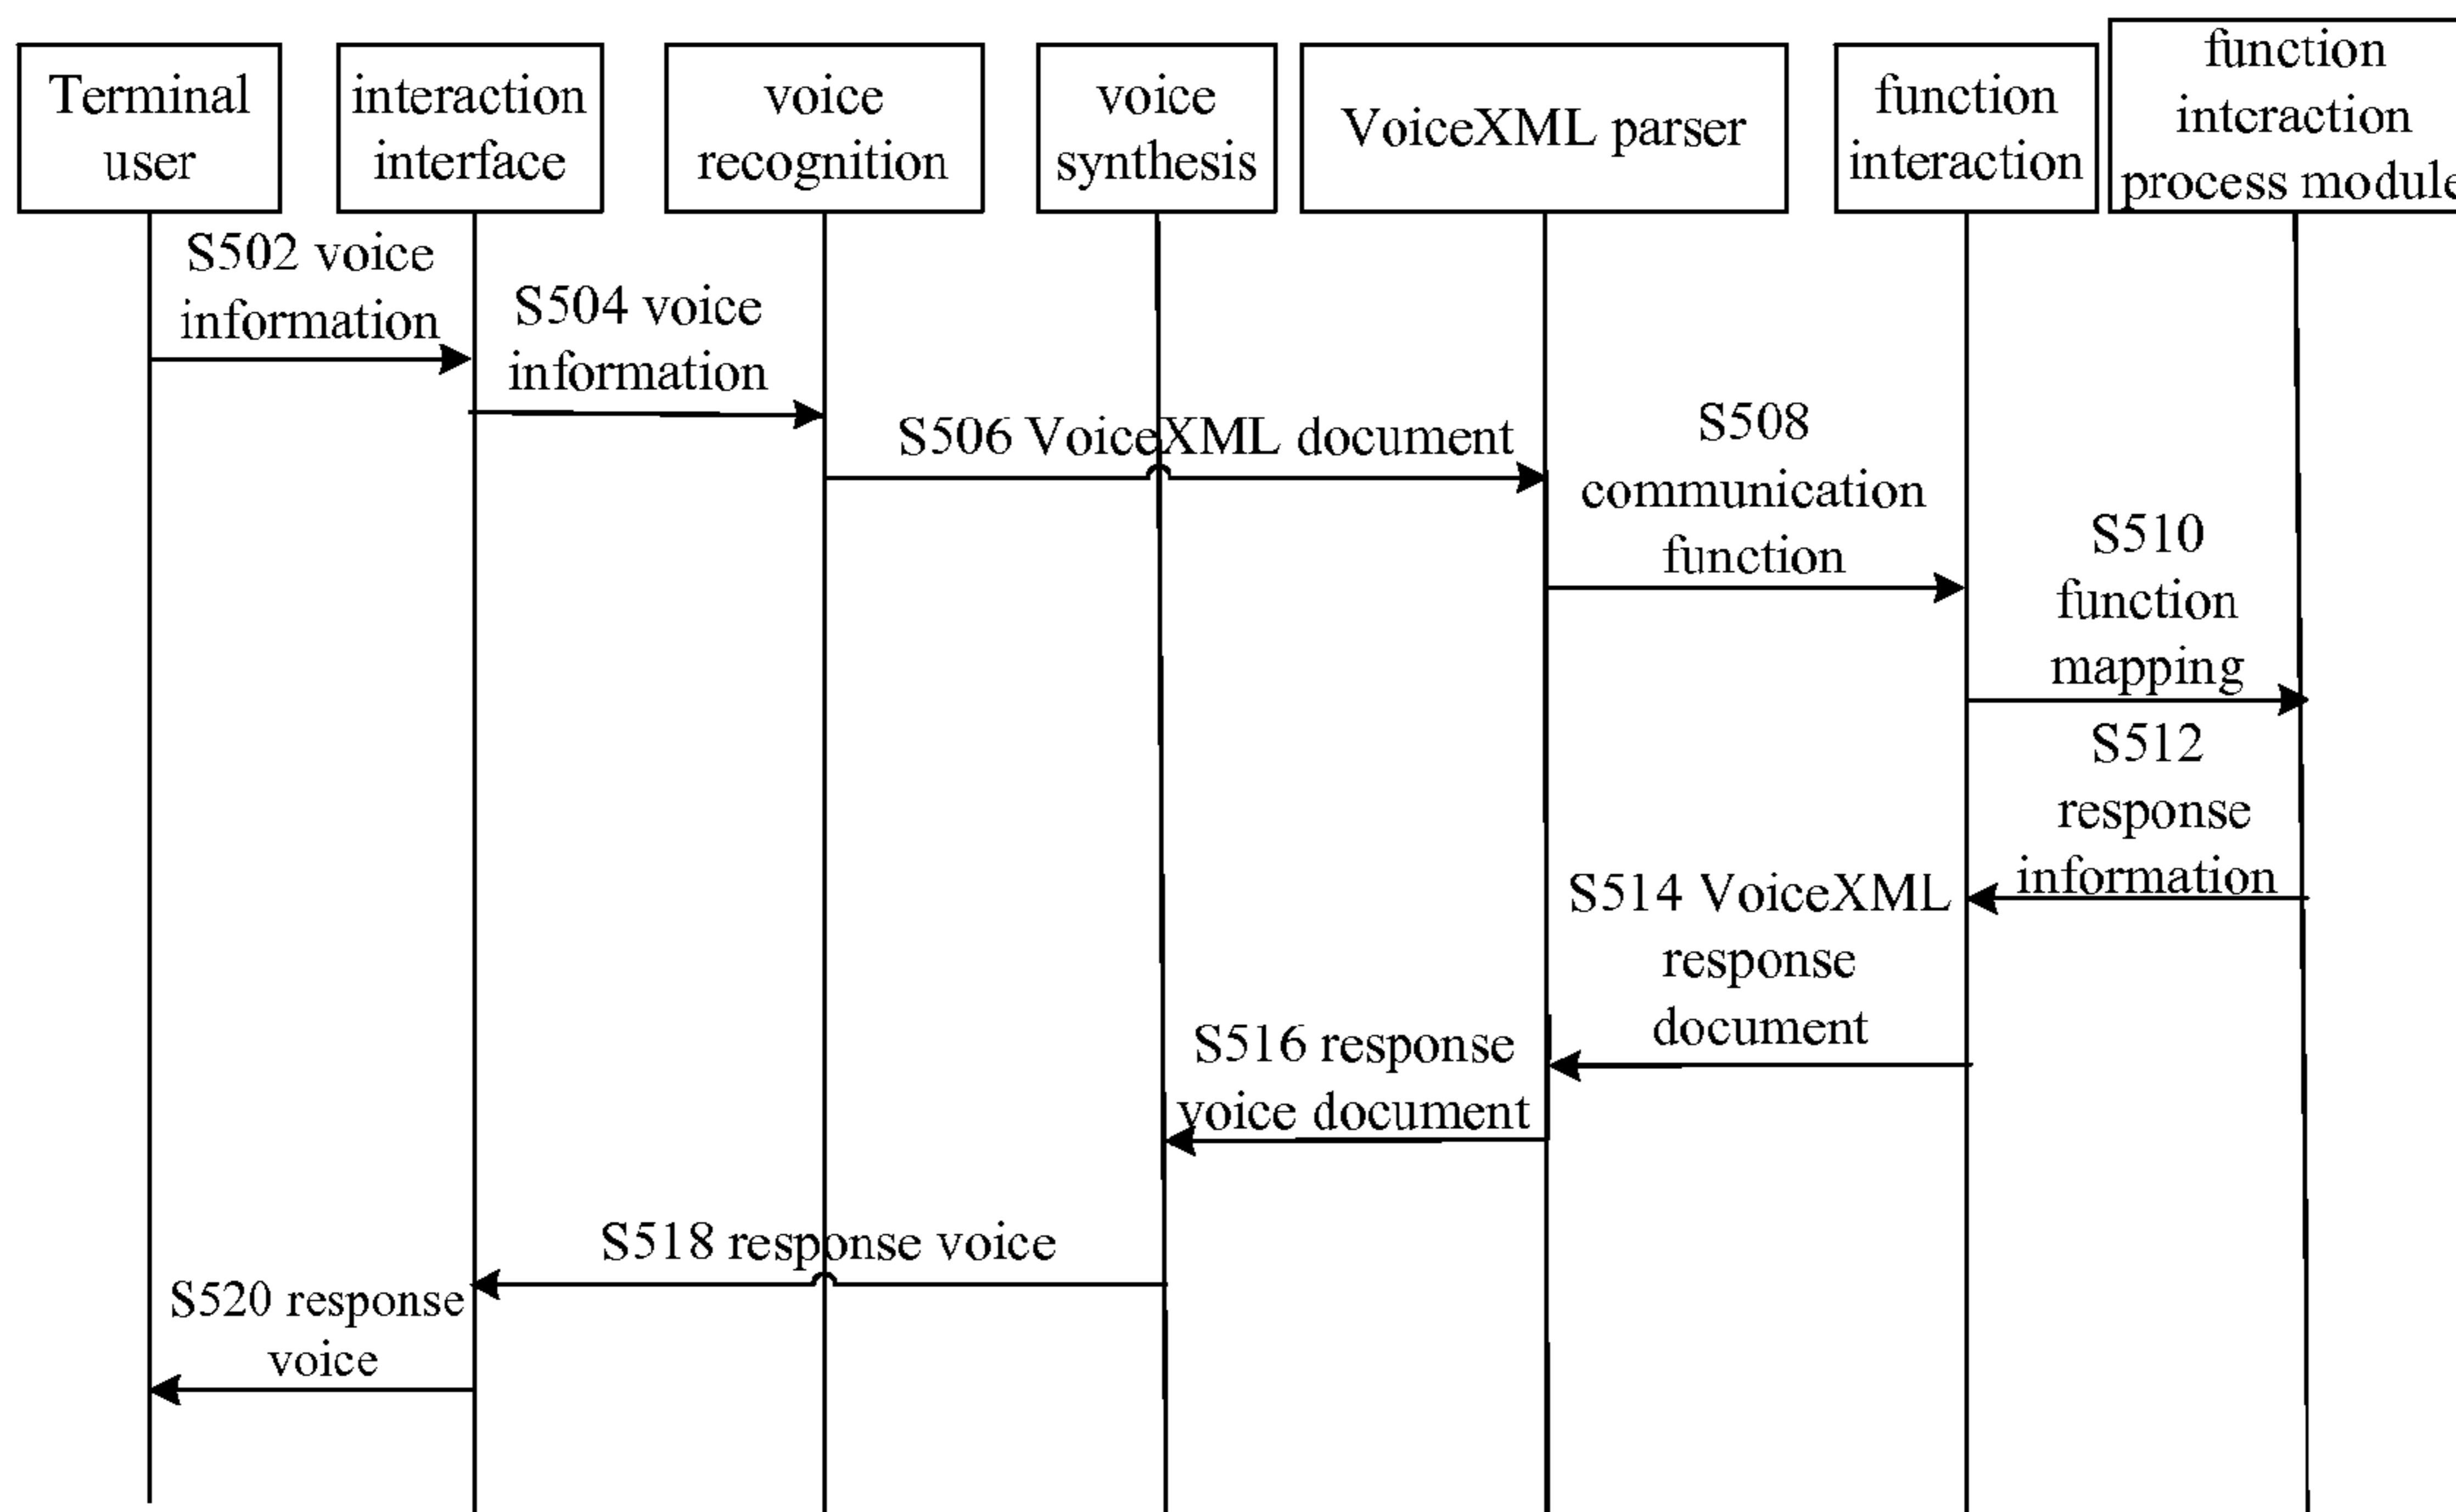 Terminal
user
interaction
interface
voice
recognition
voice
synthesis
VoiceXML parser
function
interaction
function
interaction
process module
S502 voice
information
S504 voice
information
S506 VoiceXML document
S508
communication
function
S510
function
mapping
S512
response
information
S514 VoiceXML
response
document
S516 response
voice document
S518 response voice
S520 response
voice